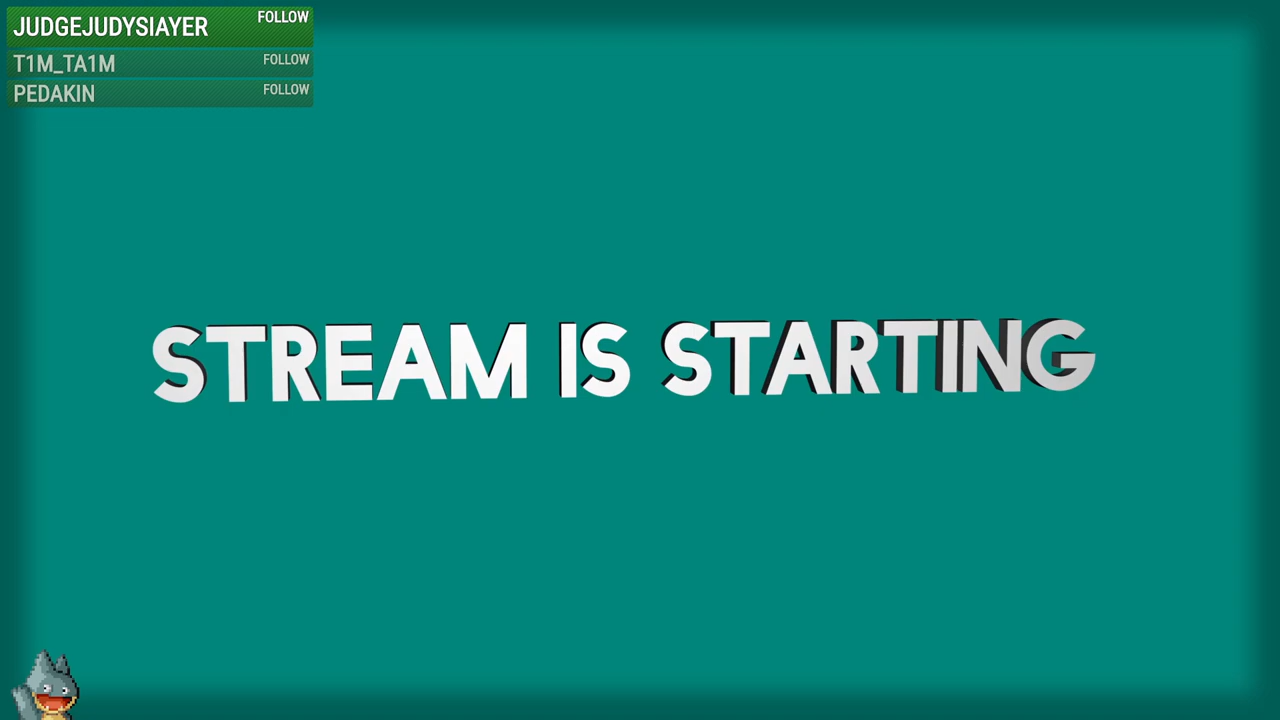 JUDGEJUDYSIAYER FOLLOW
T1M_TA1M FOLLOW
PEDAKIN FOLLOW
STREAM IS STARTING